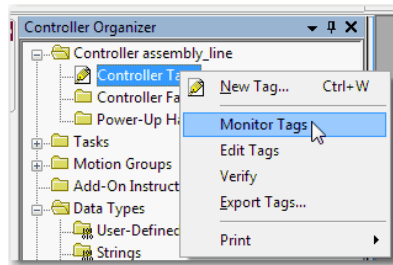 Controller Organizer
Controller assembly_line
Controller Ta
New Tag... Ctrl+W
Controller Fa
Power-Up Ha
Monitor Tags
Tasks
Edit Tags
Motion Groups
Verify
Add-On Instruct
Export Tags...
Data Types
User-Defined
Print
Strings